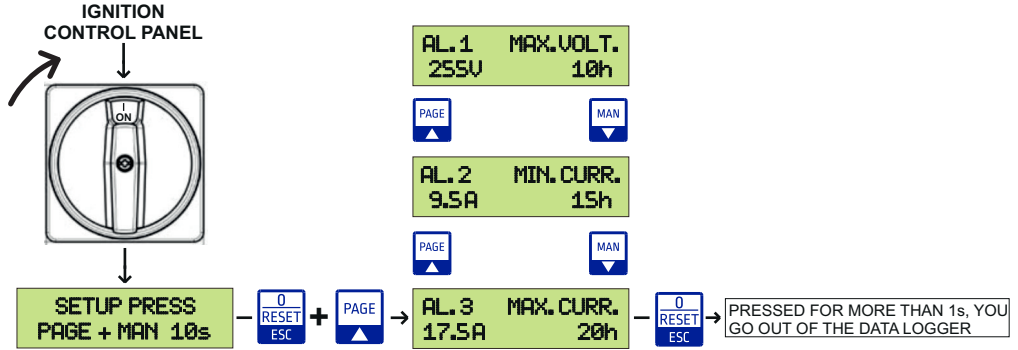 IGNITION
CONTROL PANEL
I
ON
AL.1 MAX.VOLT.
255V 10h
PAGE MAN
AL.2 MIN.CURR.
9.5A 15h
PAGE MAN
SETUP PRESS
PAGE + MAN 10s
0
RESET
ESC
+
PAGE
AL.3 MAX.CURR.
17.5A 20h
0
RESET
ESC
PRESSED FOR MORE THAN 1s, YOU
GO OUT OF THE DATA LOGGER